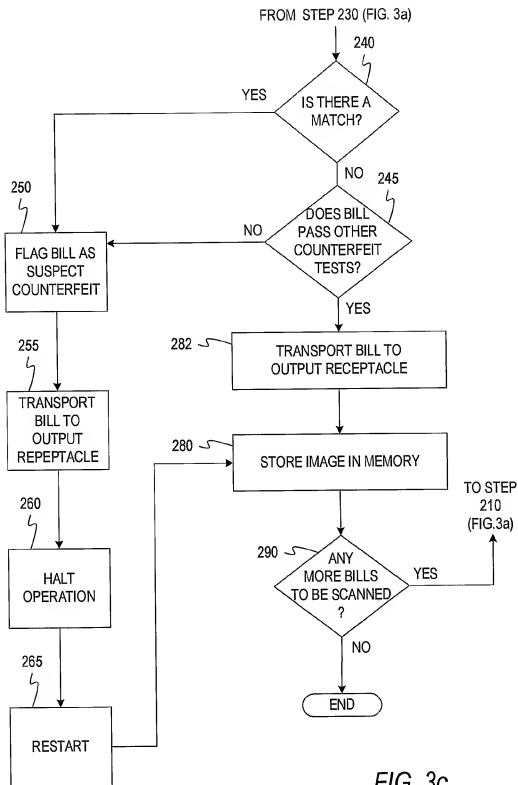 FROM STEP 230 (FIG. 3a)
240
IS THERE A
MATCH?
YES
NO
245
DOES BILL
PASS OTHER
COUNTERFEIT
TESTS?
NO
YES
250
FLAG BILL AS
SUSPECT
COUNTERFEIT
282
TRANSPORT BILL TO
OUTPUT RECEPTACLE
255
TRANSPORT
BILL TO
OUTPUT
REPEPTACLE
280
STORE IMAGE IN MEMORY
TO STEP
210
(FIG.3a)
260
HALT
OPERATION
290
ANY
MORE BILLS
TO BE SCANNED
?
YES
NO
265
RESTART
END
FIG. 3c